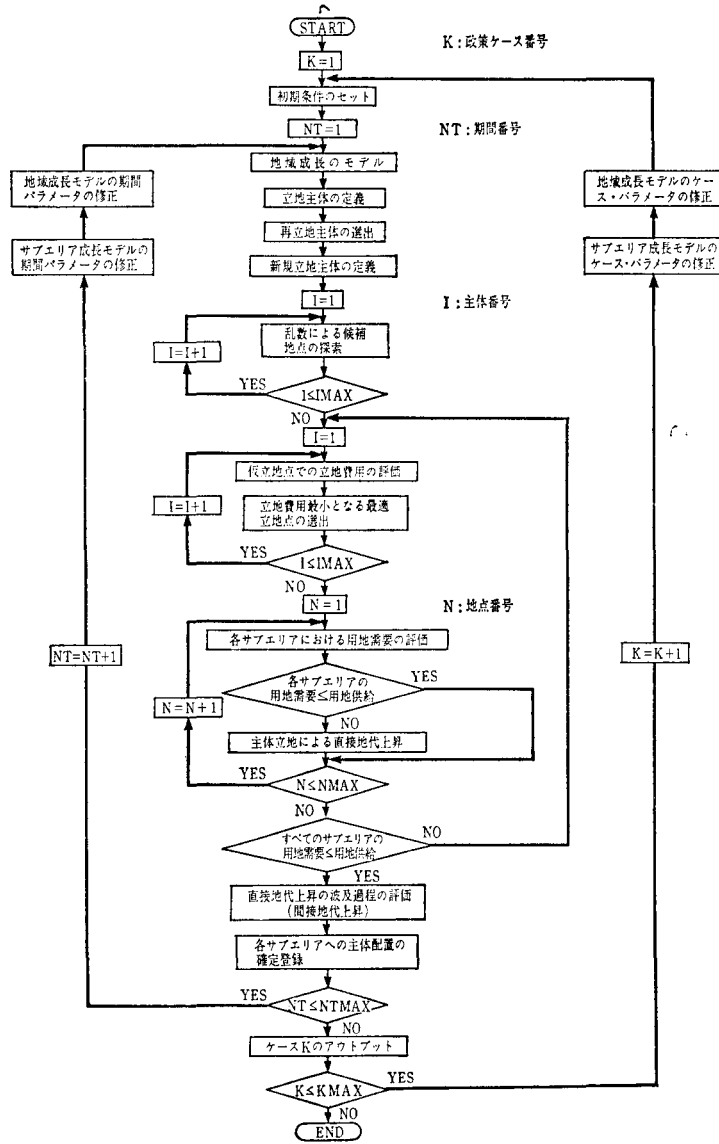 START
K:政策ケース番号
K=1
初期条件のセット
NT=1
NT:期間番号
地域成長のモデル
地域成長モデルの期間
パラメータの修正
地域成長モデルのケー
ス・パラメータの修正
立地主体の定義
再立地主体の選出
サブエリア成長モデルの
期間パラメータの修正
サブエリア成長モデルの
ケース・パラメータの修正
新規立地主体の定義
I=1
I:主体番号
乱数による候補
地点の探索
I=I+1
YES
I≤IMAX
NO
I=1
仮立地点での立地費用の評価
I=I+1
立地費用最小となる最適
立地点の選出
YES
I≤IMAX
NO
N=1
N:地点番号
各サブエリアにおける用地需要の評価
NT=NT+1
K=K+1
各サブエリアの
用地需要≤用地供給
YES
N=N+1
NO
主体立地による直接地代上昇
YES
N≤NMAX
NO
すべてのサブエリアの
用地需要≤用地供給
NO
YES
直接地代上昇の波及過程の評価
(間接地代上昇)
各サブエリアへの主体配置の
確定登録
YES
NT≤NTMAX
NO
ケースKのアウトプット
K≤KMAX
YES
NO
END